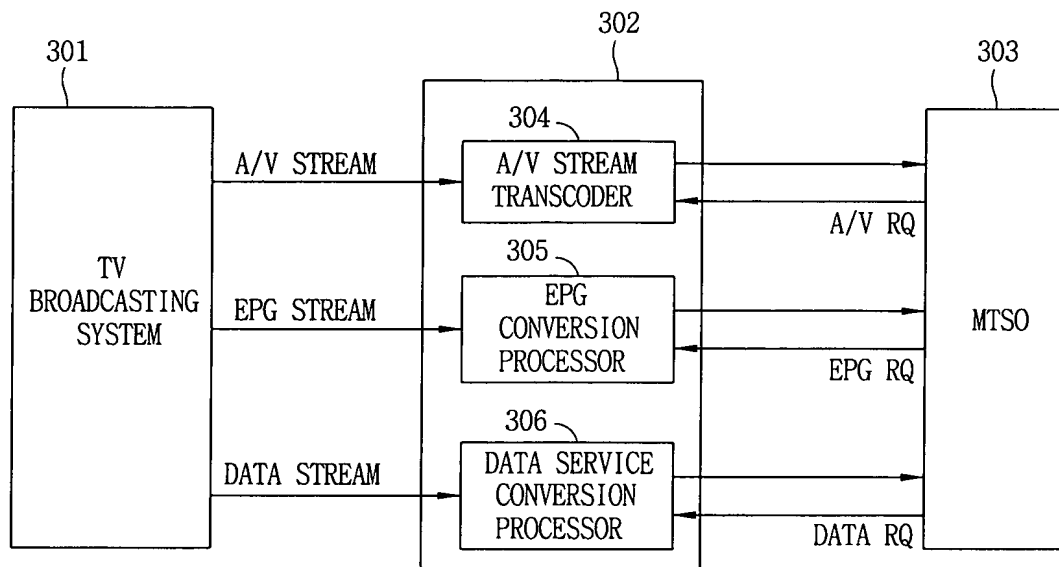 301
302
303
304
A/V STREAM
A/V STREAM
TRANSCODER
A/V RQ
305
TV
BROADCASTING
SYSTEM
EPG STREAM
EPG
CONVERSION
PROCESSOR
MTSO
EPG RQ
306
DATA STREAM
DATA SERVICE
CONVERSION
PROCESSOR
DATA RQ